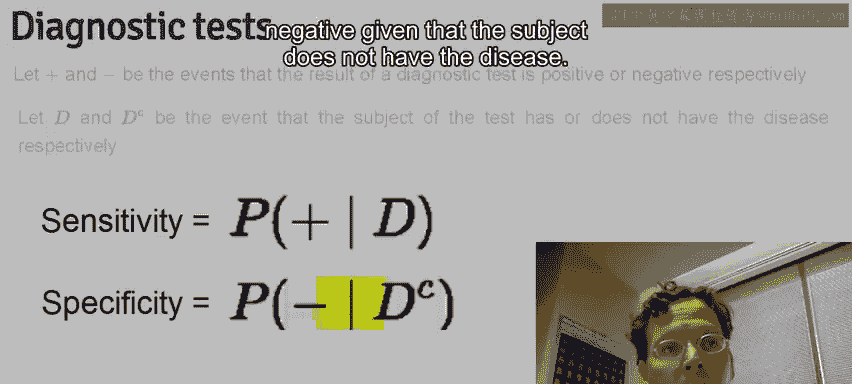 Diagnostic tests
negative given that the subject
does not have the disease.
Let + and − be the events that the result of a diagnostic test is positive or negative respectively
Let D and Dᶜ be the event that the subject of the test has or does not have the disease
respectively
Sensitivity = P(+ | D)
Specificity = P(− | Dᶜ)